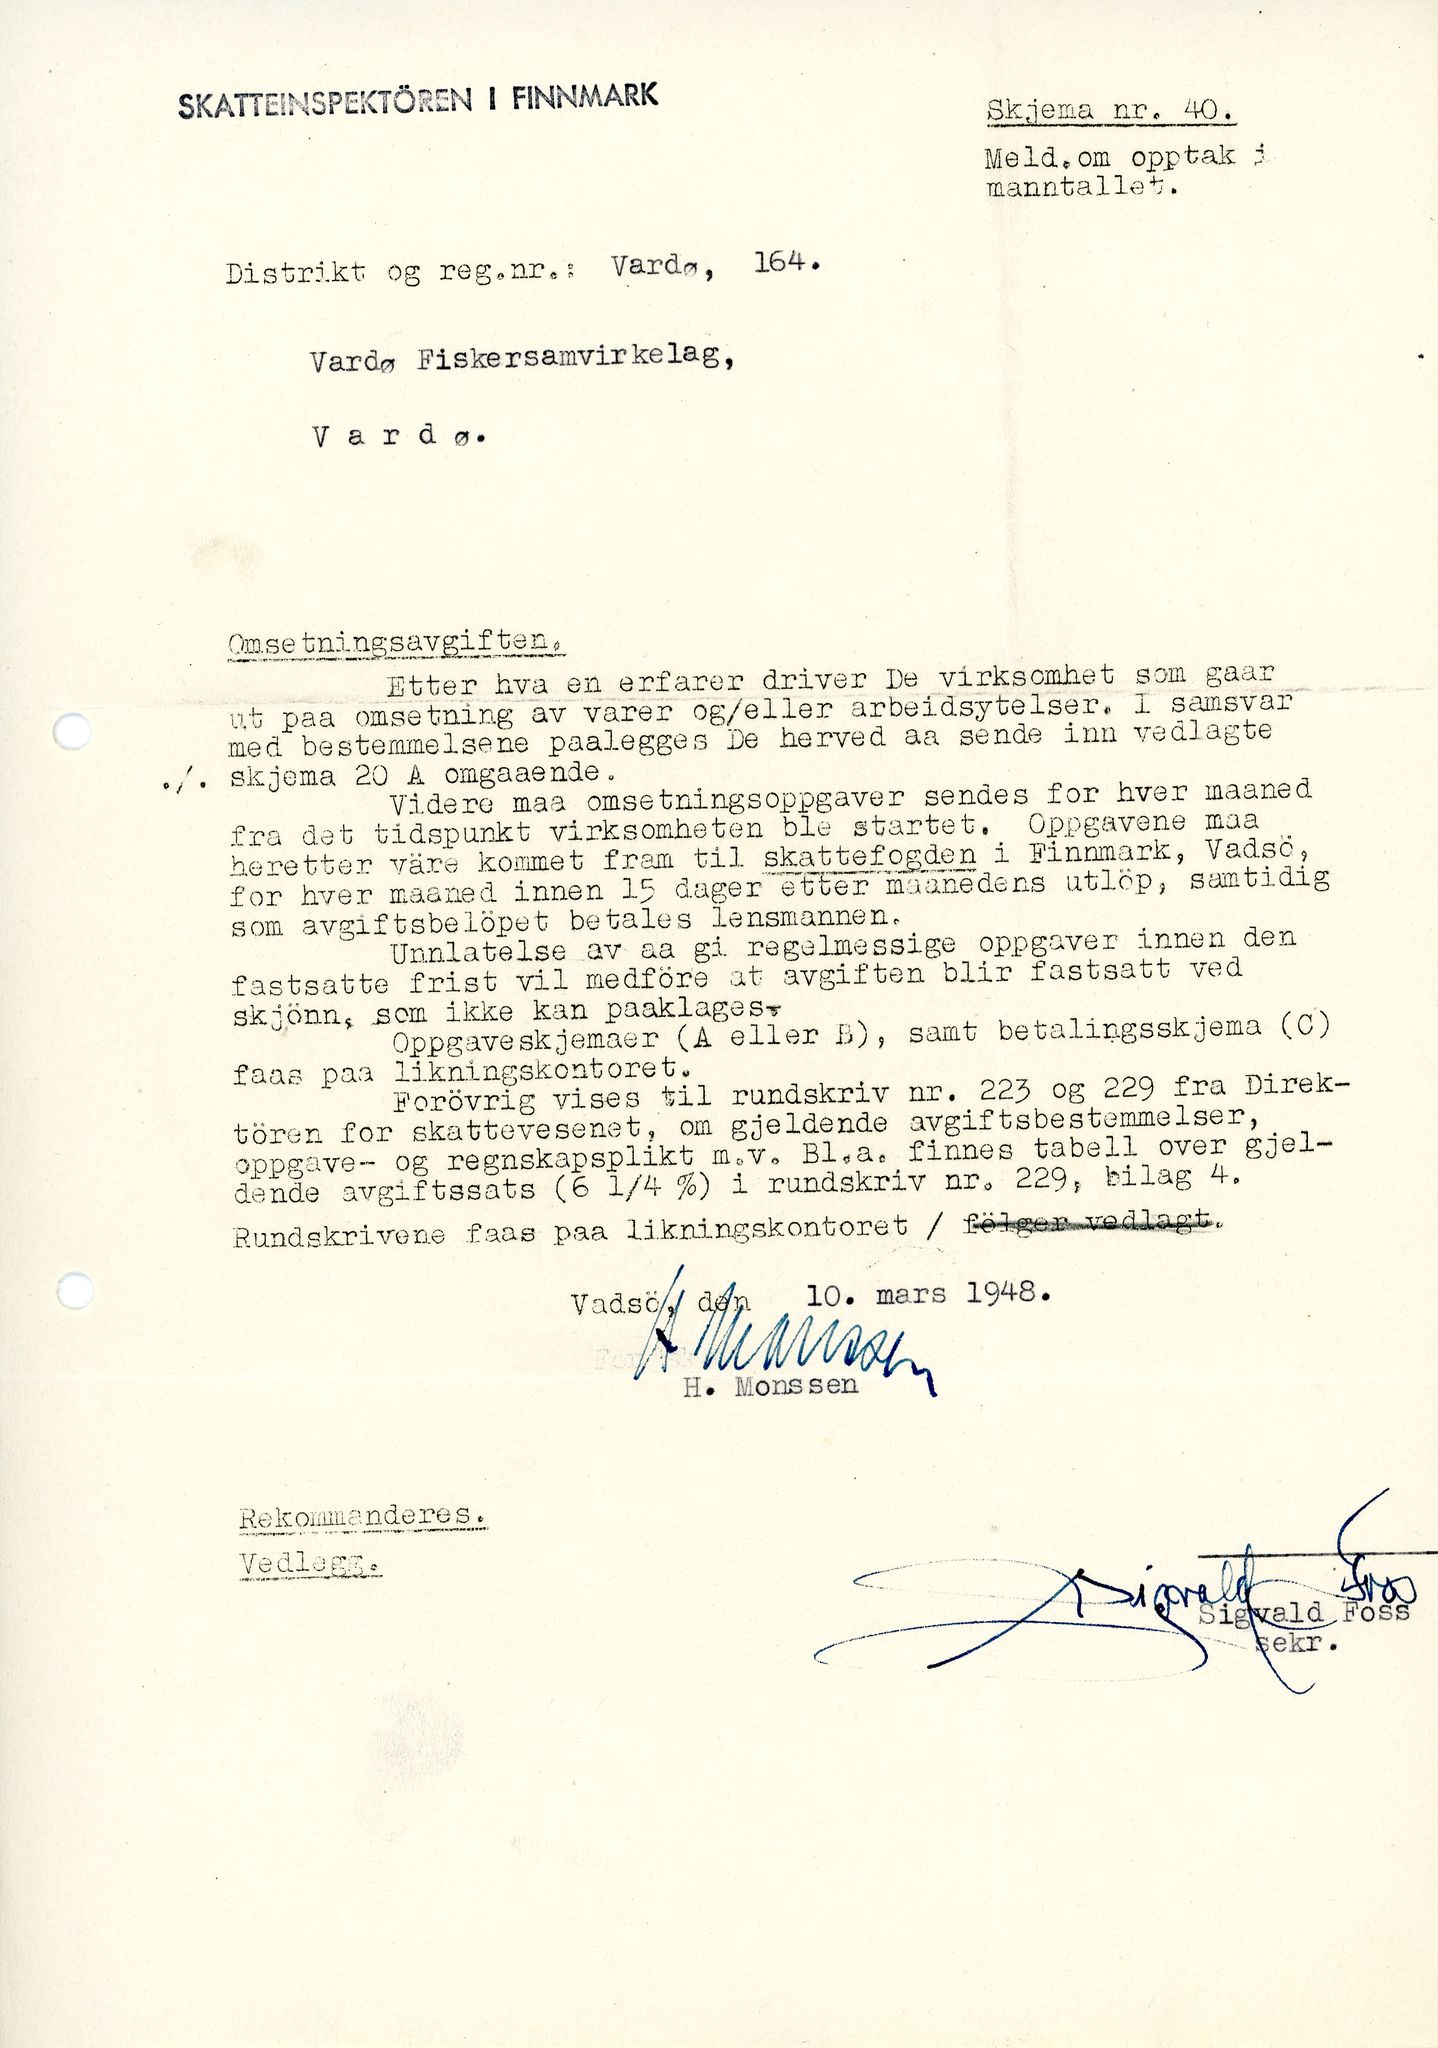 SKATTEINSPEKTÖREN I FINNMARK
Skjema nr. 40.
Meld.om opptak i
manntallet.
Distrikt og reg.nr.: Vardø, 164.
Vardø Fiskersamvirkelag,
V a r d ø.
Omsetningsavgiften.
Etter hva en erfarer driver De virksomhet som gaar
ut paa omsetning av varer og/eller arbeidsytelser. I samsvar
med bestemmelsene paalegges De herved aa sende inn vedlagte
./. skjema 20 A omgaaende.
Videre maa omsetningsoppgaver sendes for hver maaned
fra det tidspunkt virksomheten ble startet. Oppgavene maa
heretter väre kommet fram til skattefogden i Finnmark, Vadsö,
for hver maaned innen 15 dager etter maanedens utlöp, samtidig
som avgiftsbelöpet betales lensmannen.
Unnlatelse av aa gi regelmessige oppgaver innen den
fastsatte frist vil medföre at avgiften blir fastsatt ved
skjönn, som ikke kan paaklages.
Oppgaveskjemaer (A eller B), samt betalingsskjema (C)
faas paa likningskontoret.
Forövrig vises til rundskriv nr. 223 og 229 fra Direk-
tören for skattevesenet, om gjeldende avgiftsbestemmelser,
oppgave- og regnskapsplikt m.v. Bl.a. finnes tabell over gjel-
dende avgiftssats (6 1/4 %) i rundskriv nr. 229, bilag 4.
Rundskrivene faas paa likningskontoret / fölger vedlagt.
Vadsö, den 10. mars 1948.
H Monssen
H. Monssen
Rekommanderes.
Vedlegg.
Sigvald Foss
Sigvald Foss
sekr.